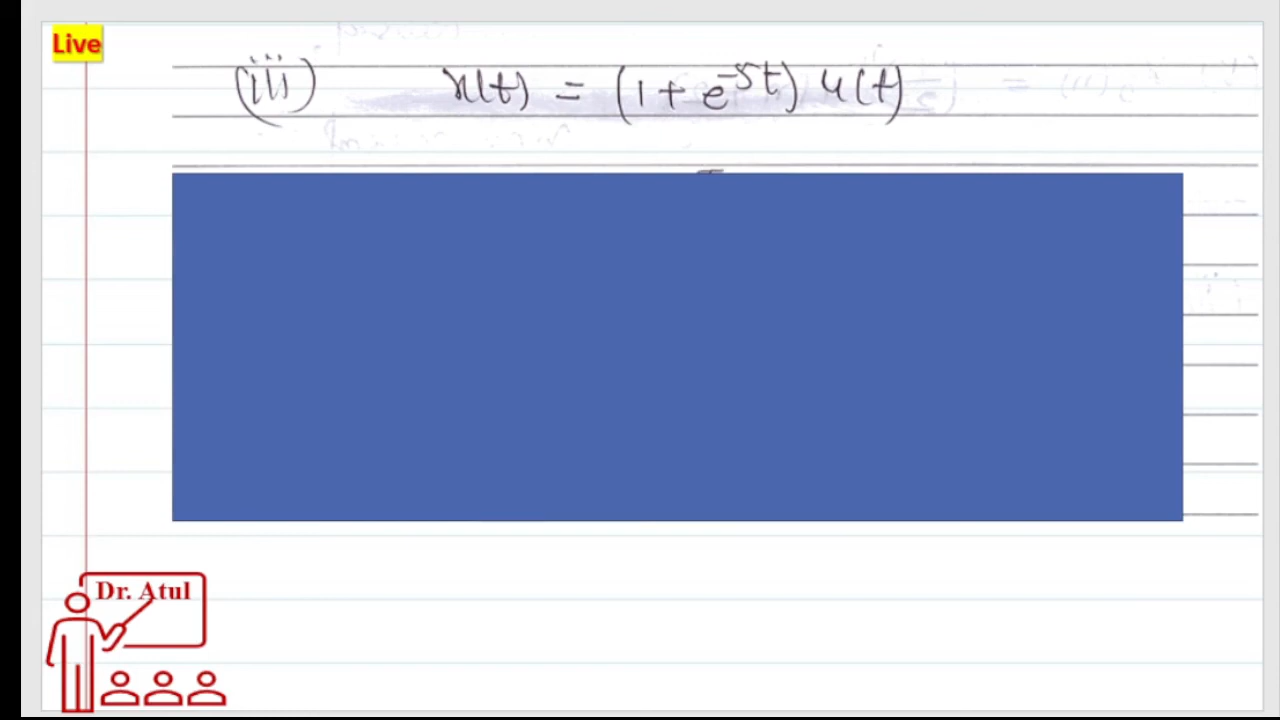 Live
(iii) x(t) = (1 + e^-5t) u(t)
Dr. Atul